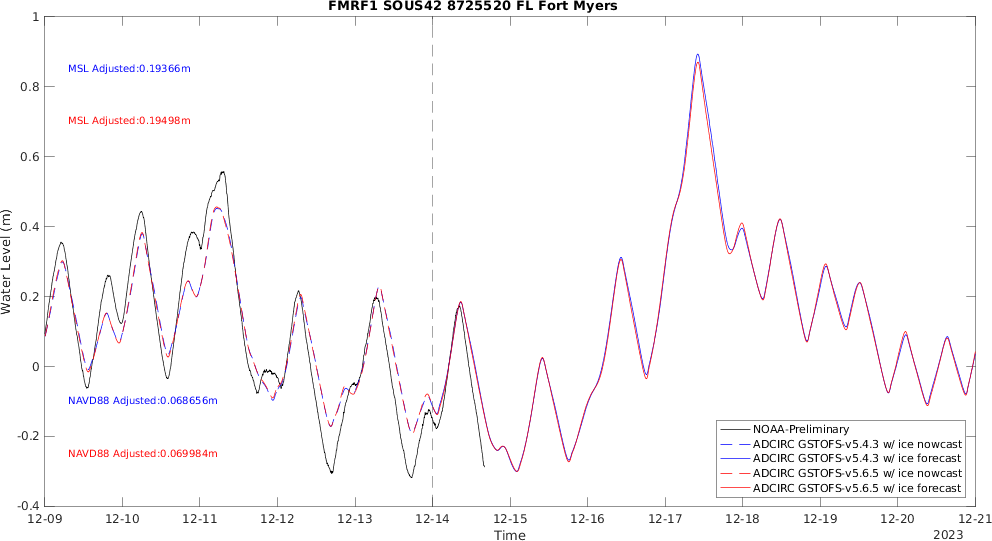 FMRF1 SOUS42 8725520 FL Fort Myers
1
0.8
0.6
0.4
0.2
0
-0.2
-0.4
Water Level (m)
MSL Adjusted:0.19366m
MSL Adjusted:0.19498m
NAVD88 Adjusted:0.068656m
NAVD88 Adjusted:0.069984m
NOAA-Preliminary
ADCIRC GSTOFS-v5.4.3 w/ ice nowcast
ADCIRC GSTOFS-v5.4.3 w/ ice forecast
ADCIRC GSTOFS-v5.6.5 w/ ice nowcast
ADCIRC GSTOFS-v5.6.5 w/ ice forecast
12-09 12-10 12-11 12-12 12-13 12-14 12-15 12-16 12-17 12-18 12-19 12-20 12-21
Time
2023